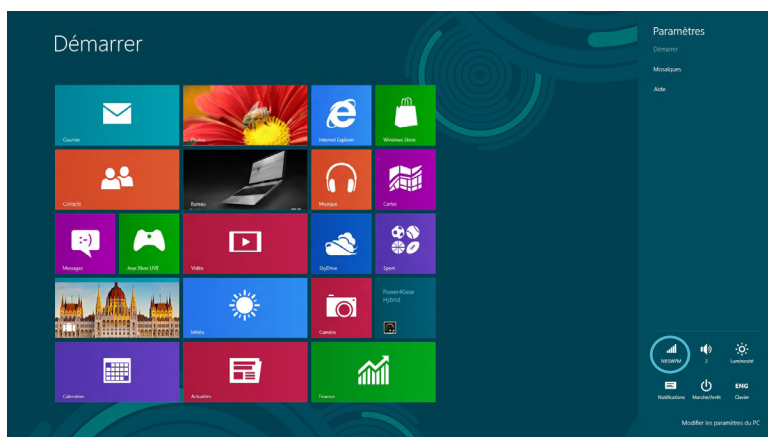 Démarrer
Courrier
Photos
Internet Explorer
Windows Store
Contacts
Bureau
Musique
Cartes
:-)
Messages
Jeux Xbox LIVE
Vidéo
SkyDrive
Sport
Météo
Caméra
Power4Gear
Hybrid
Calendrier
Actualités
Finance
Paramètres
Démarrer
Mosaïques
Aide
NBSWPM
2
Luminosité
Notifications
Marche/Arrêt
ENG
Clavier
Modifier les paramètres du PC